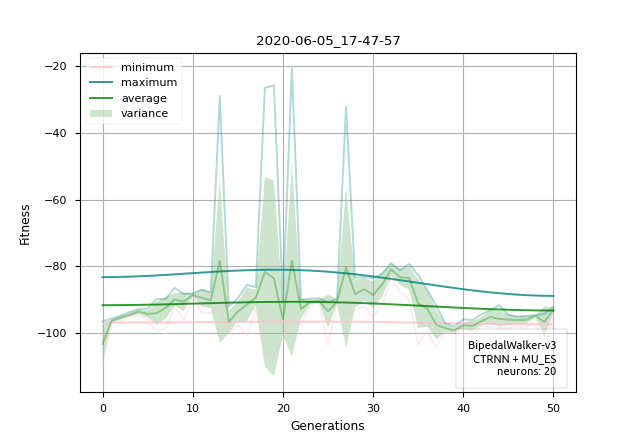 2020-06-05_17-47-57
minimum
maximum
average
variance
Fitness
−20
−40
−60
−80
−100
BipedalWalker-v3
CTRNN + MU_ES
neurons: 20
0 10 20 30 40 50
Generations